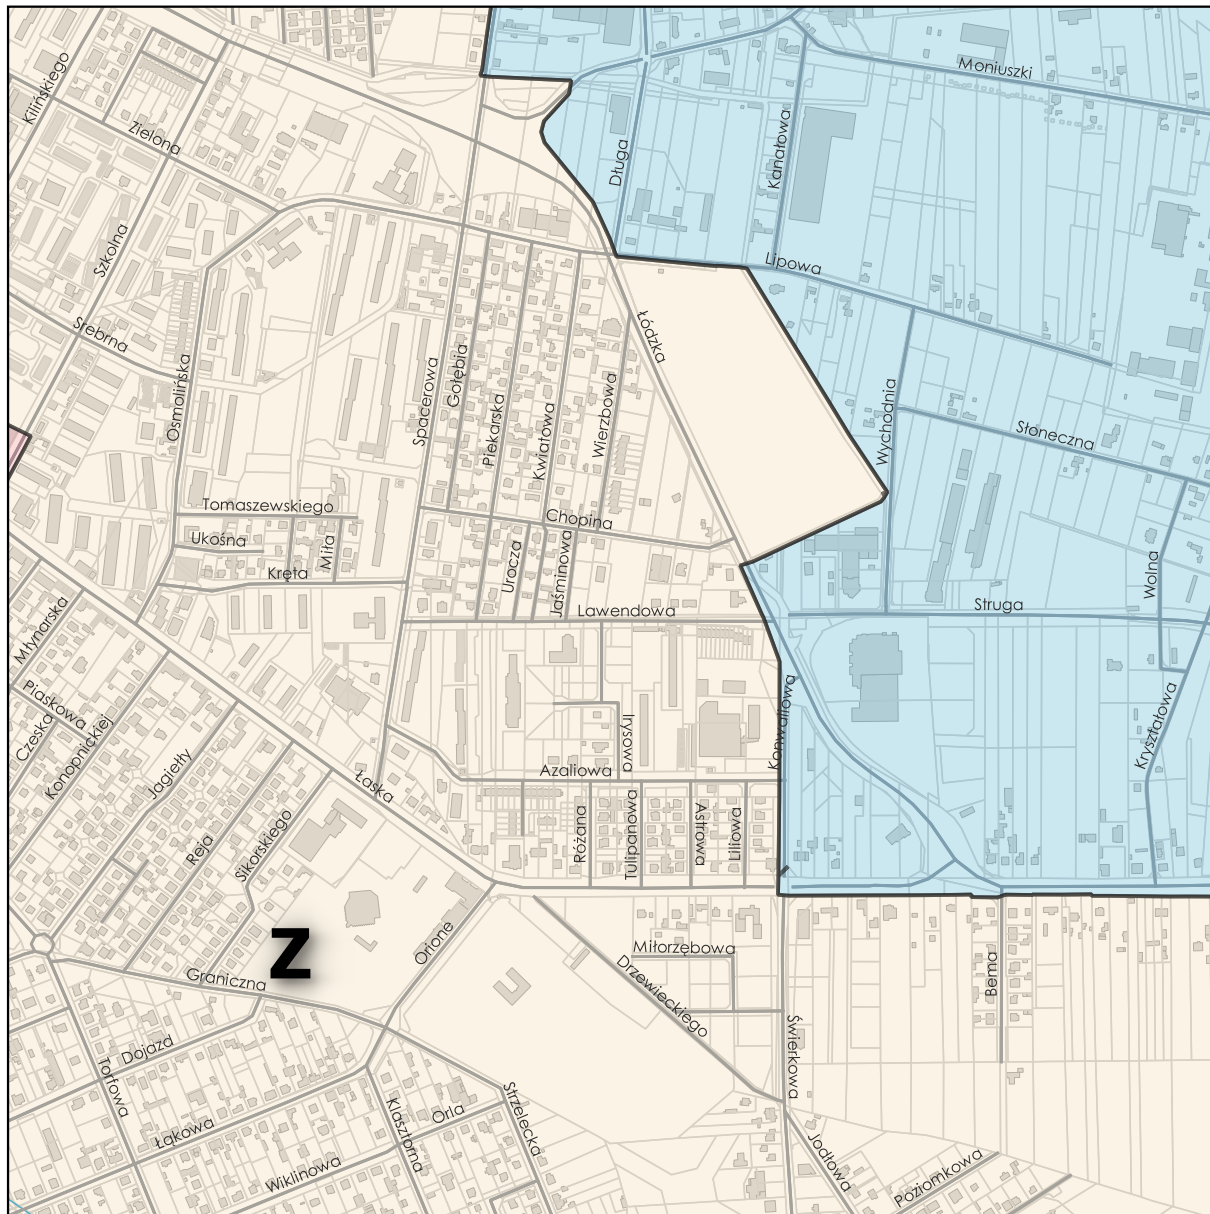 Kilińskiego
Moniuszki
Zielona
Długa
Kanałowa
Szkolna
Lipowa
Srebrna
Łódzka
Osmolińska
Spacerowa
Gołębia
Piekarska
Kwiatowa
Wierzbowa
Wychodnia
Słoneczna
Tomaszewskiego
Chopina
Ukośna
Miła
Urocza
Jaśminowa
Kręta
Wolna
Lawendowa
Struga
Młynarska
Piaskowa
Czeska
Konopnickiej
Jagiełły
Irysowa
Konwaliowa
Kryształowa
Azaliowa
Łaska
Reja
Sikorskiego
Różana
Tulipanowa
Astrowa
Liliowa
Orione
Z
Graniczna
Miłorzębowa
Drzewieckiego
Bema
Świerkowa
Dojazd
Torfowa
Łąkowa
Klasztorna
Orla
Strzelecka
Wiklinowa
Jodłowa
Poziomkowa